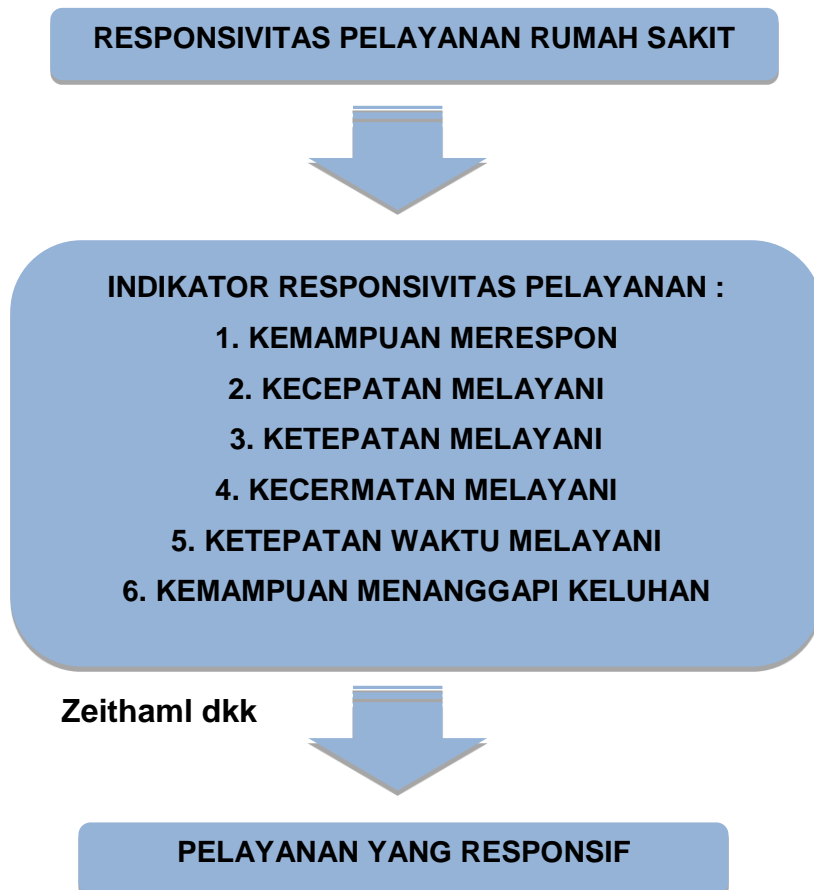 RESPONSIVITAS PELAYANAN RUMAH SAKIT
INDIKATOR RESPONSIVITAS PELAYANAN :
1. KEMAMPUAN MERESPON
2. KECEPATAN MELAYANI
3. KETEPATAN MELAYANI
4. KECERMATAN MELAYANI
5. KETEPATAN WAKTU MELAYANI
6. KEMAMPUAN MENANGGAPI KELUHAN
Zeithaml dkk
PELAYANAN YANG RESPONSIF